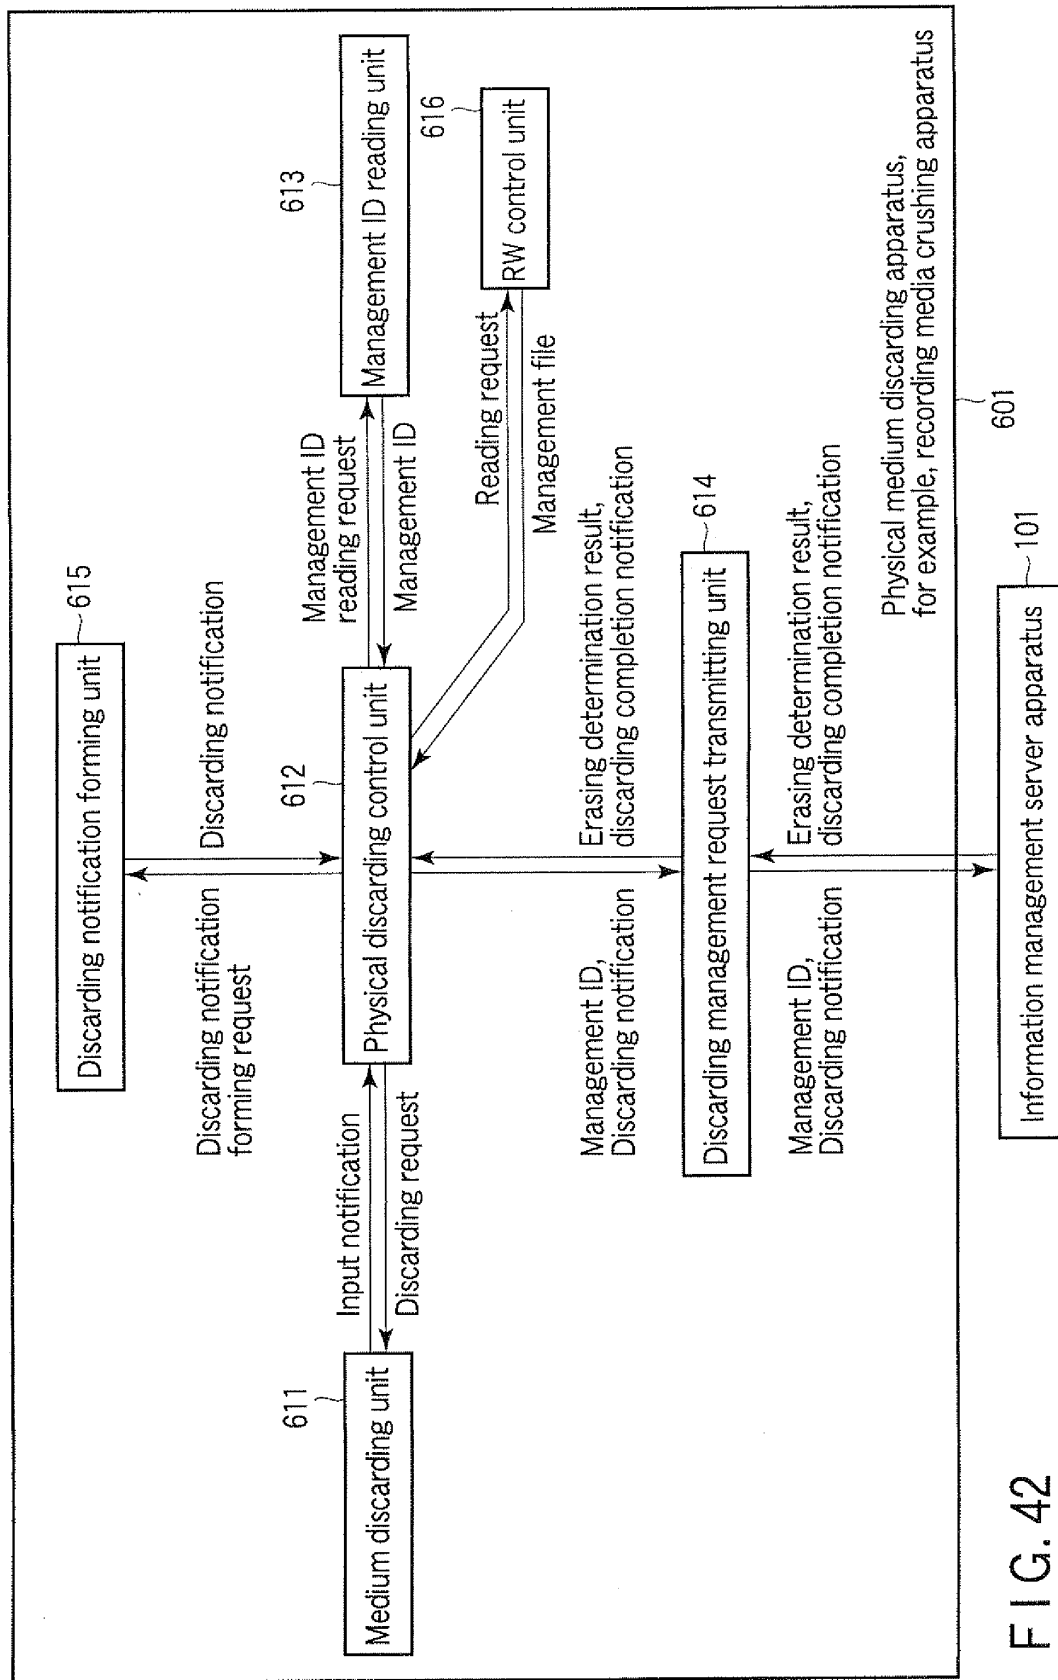 615
Discarding notification forming unit
Discarding notification
forming request
Discarding notification
611
Medium discarding unit
Input notification
Discarding request
612
Physical discarding control unit
Management ID
reading request
Management ID
613
Management ID reading unit
616
RW control unit
Reading request
Management file
Management ID,
Discarding notification
Erasing determination result,
discarding completion notification
614
Discarding management request transmitting unit
Management ID,
Discarding notification
Erasing determination result,
discarding completion notification
Physical medium discarding apparatus,
for example, recording media crushing apparatus
601
101
Information management server apparatus
FIG. 42